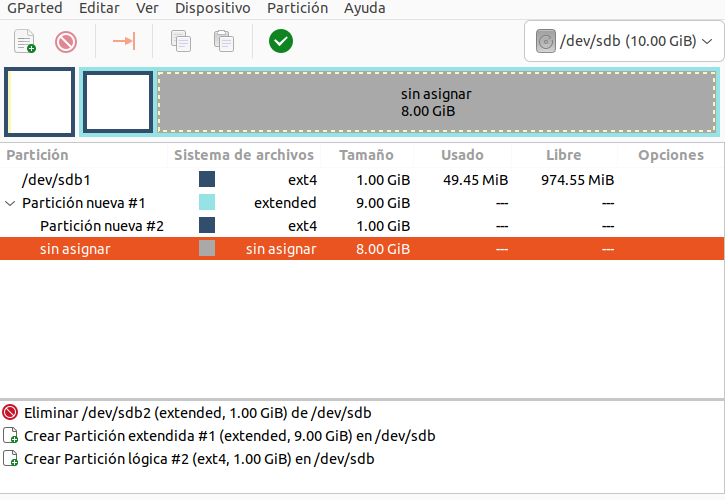 GParted Editar Ver Dispositivo Partición Ayuda
/dev/sdb (10.00 GiB)
sin asignar
8.00 GiB
Partición Sistema de archivos Tamaño Usado Libre Opciones
/dev/sdb1 ext4 1.00 GiB 49.45 MiB 974.55 MiB
Partición nueva #1 extended 9.00 GiB --- ---
Partición nueva #2 ext4 1.00 GiB --- ---
sin asignar sin asignar 8.00 GiB --- ---
Eliminar /dev/sdb2 (extended, 1.00 GiB) de /dev/sdb
Crear Partición extendida #1 (extended, 9.00 GiB) en /dev/sdb
Crear Partición lógica #2 (ext4, 1.00 GiB) en /dev/sdb